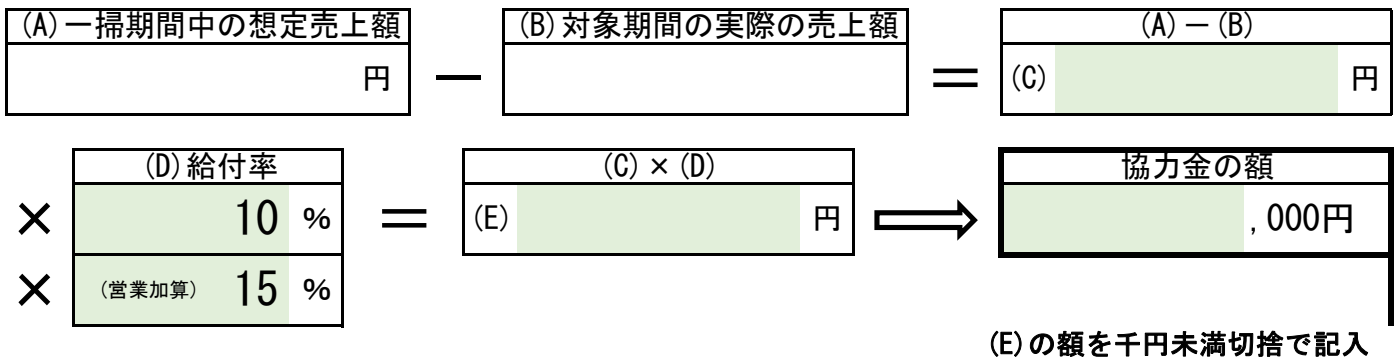 (A)一掃期間中の想定売上額 (B)対象期間の実際の売上額 (A)－(B)
円 － ＝ (C) 円
(D)給付率 (C)×(D) 協力金の額
× 10 % ＝ (E) 円 ⇒ ,000円
× (営業加算) 15 %
(E)の額を千円未満切捨で記入